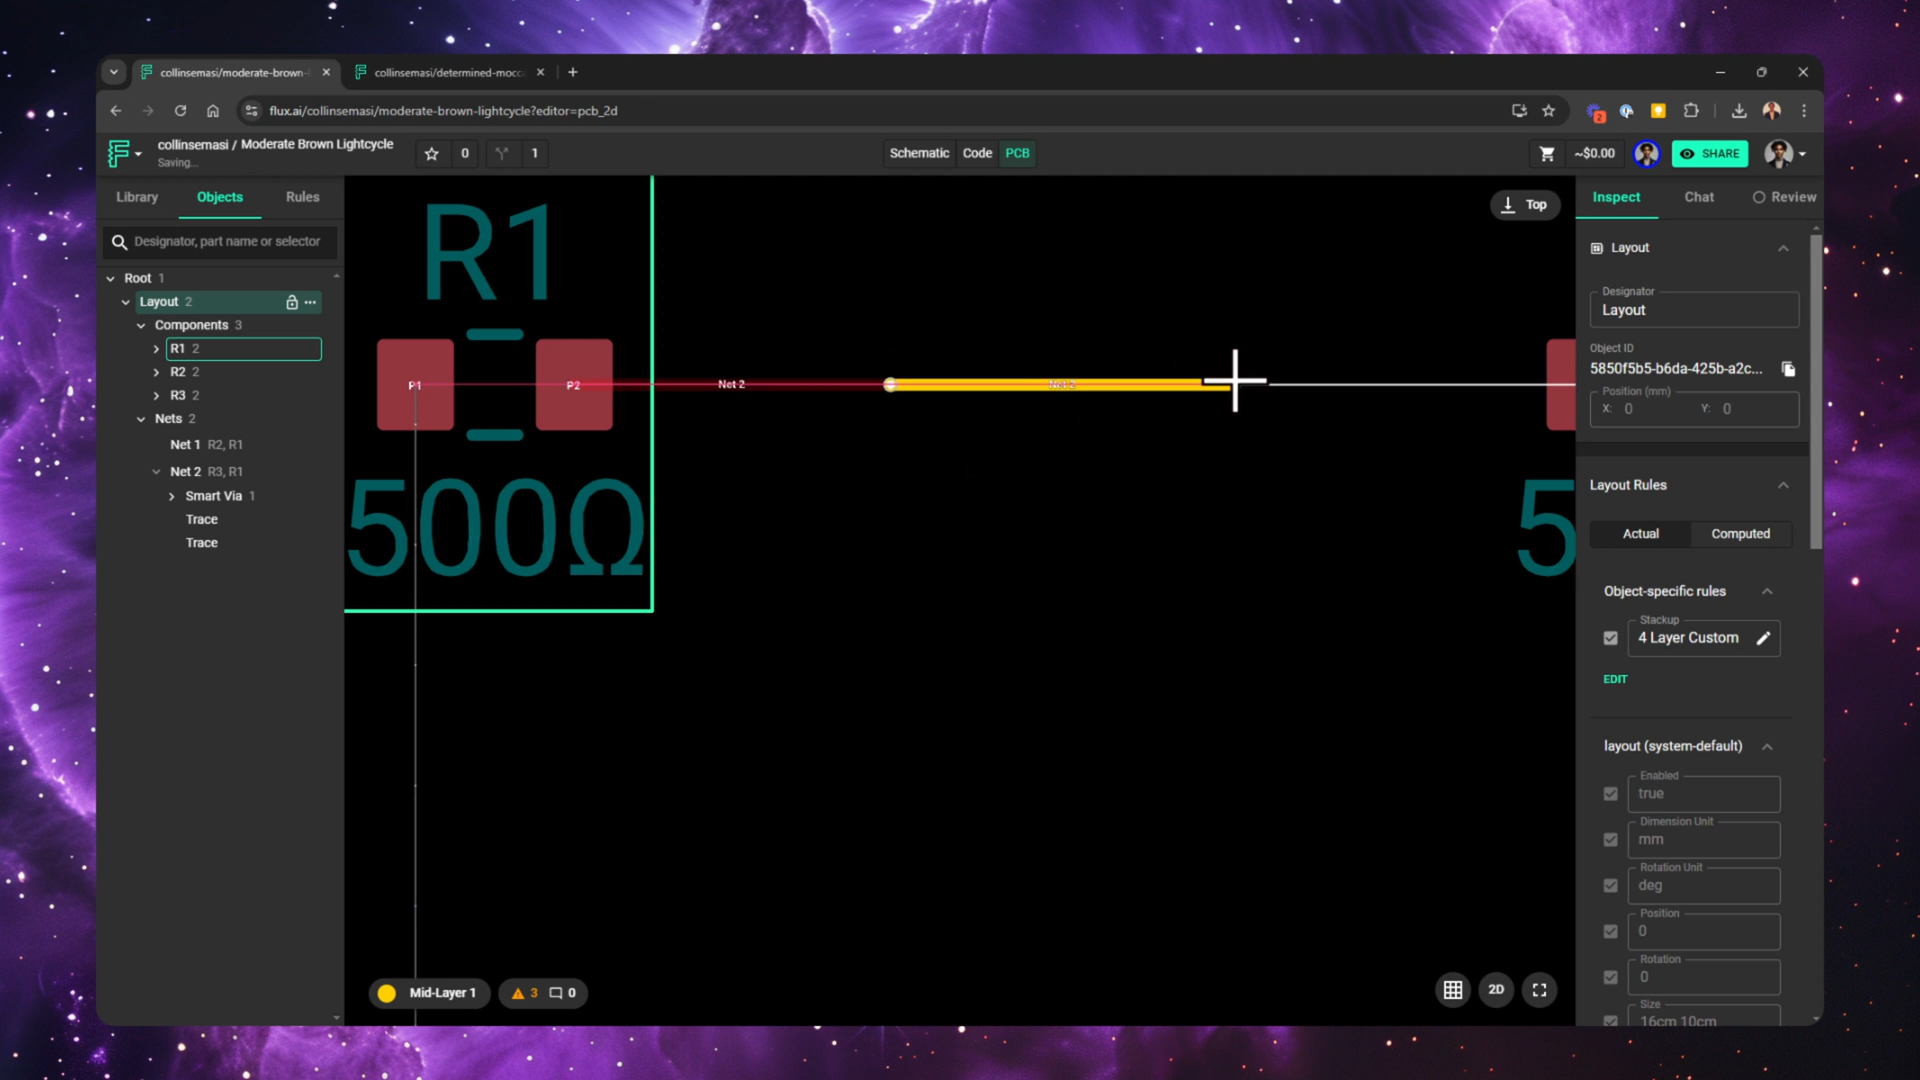 collinsemasi/moderate-brown-
collinsemasi/determined-mocc
flux.ai/collinsemasi/moderate-brown-lightcycle?editor=pcb_2d
2
collinsemasi / Moderate Brown Lightcycle
Saving...
0
1
Schematic
Code
PCB
~$0.00
SHARE
Library
Objects
Rules
Designator, part name or selector
Root 1
Layout 2
Components 3
R1 2
R2 2
R3 2
Nets 2
Net 1 R2, R1
Net 2 R3, R1
Smart Via 1
Trace
Trace
R1
P1
P2
Net 2
Net 2
500Ω
5
Top
Mid-Layer 1
3
0
2D
Inspect
Chat
Review
Layout
Designator
Layout
Object ID
5850f5b5-b6da-425b-a2c...
Position (mm)
X: 0
Y: 0
Layout Rules
Actual
Computed
Object-specific rules
Stackup
4 Layer Custom
EDIT
layout (system-default)
Enabled
true
Dimension Unit
mm
Rotation Unit
deg
Position
0
Rotation
0
Size
16cm 10cm